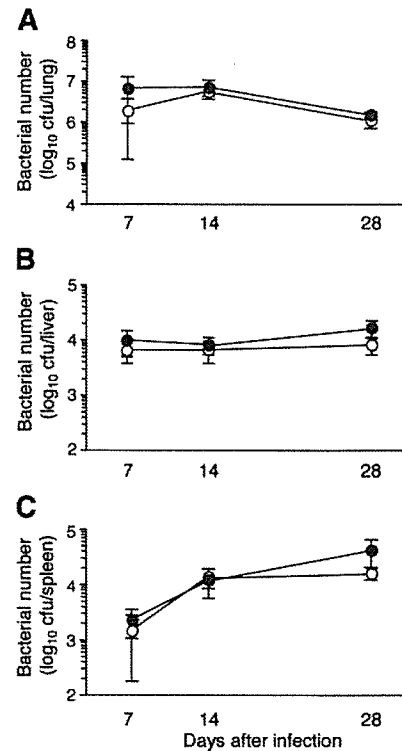 A
Bacterial number
(log10 cfu/lung)
8
7
6
5
4
7 14 28
B
Bacterial number
(log10 cfu/liver)
5
4
3
2
7 14 28
C
Bacterial number
(log10 cfu/spleen)
5
4
3
2
7 14 28
Days after infection